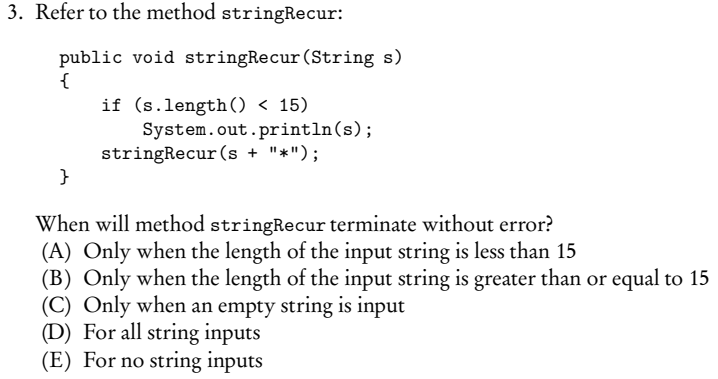 3. Refer to the method stringRecur:
public void stringRecur(String s)
{
    if (s.length() < 15)
        System.out.println(s);
    stringRecur(s + "*");
}
When will method stringRecur terminate without error?
(A) Only when the length of the input string is less than 15
(B) Only when the length of the input string is greater than or equal to 15
(C) Only when an empty string is input
(D) For all string inputs
(E) For no string inputs